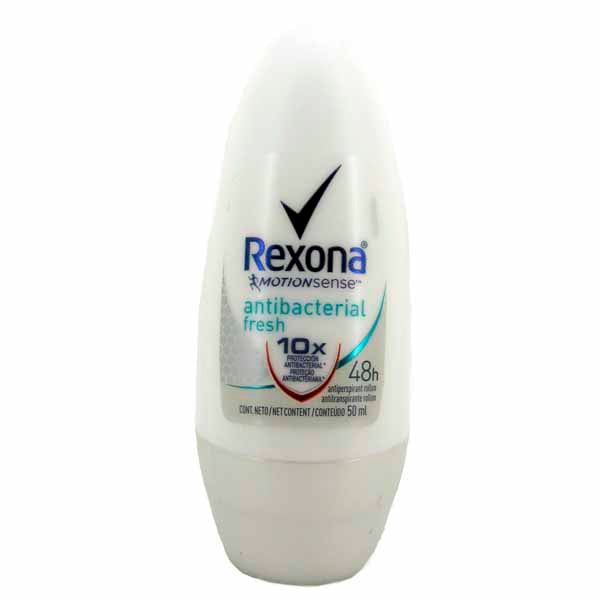 Rexona®
MOTIONSENSE™
antibacterial
fresh
10x
PROTECCIÓN
ANTIBACTERIAL*
PROTEÇÃO
ANTIBACTERIANA*
48h
antiperspirant rollon
antitranspirante rollon
CONT. NETO/NET CONTENT/CONTEÚDO 50 ml